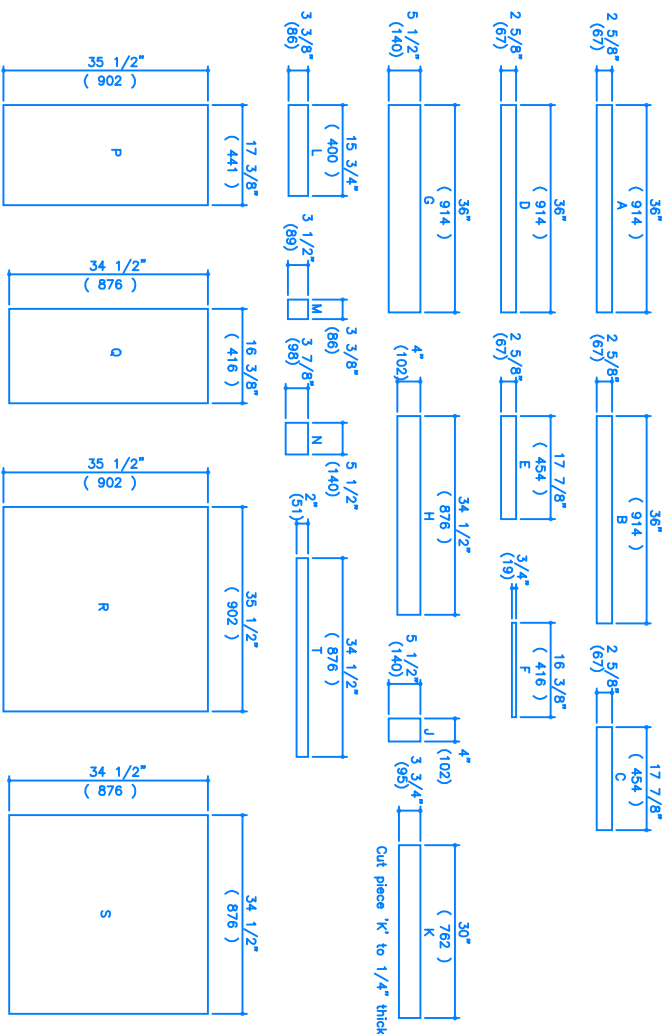 2 5/8"
(67)
36"
( 914 )
A
2 5/8"
(67)
36"
( 914 )
B
2 5/8"
(67)
17 7/8"
( 454 )
C
2 5/8"
(67)
36"
( 914 )
D
2 5/8"
(67)
17 7/8"
( 454 )
E
3/4"
(19)
16 3/8"
( 416 )
F
5 1/2"
(140)
36"
( 914 )
G
4"
(102)
34 1/2"
( 876 )
H
5 1/2"
(140)
4"
(102)
J
3 3/4"
(95)
30"
( 762 )
K
Cut piece 'K' to 1/4" thick
3 3/8"
(86)
15 3/4"
( 400 )
L
3 1/2"
(89)
3 3/8"
(86)
M
3 7/8"
(98)
5 1/2"
(140)
N
2"
(51)
34 1/2"
( 876 )
T
35 1/2"
( 902 )
17 3/8"
( 441 )
P
34 1/2"
( 876 )
16 3/8"
( 416 )
Q
35 1/2"
( 902 )
35 1/2"
( 902 )
R
34 1/2"
( 876 )
34 1/2"
( 876 )
S